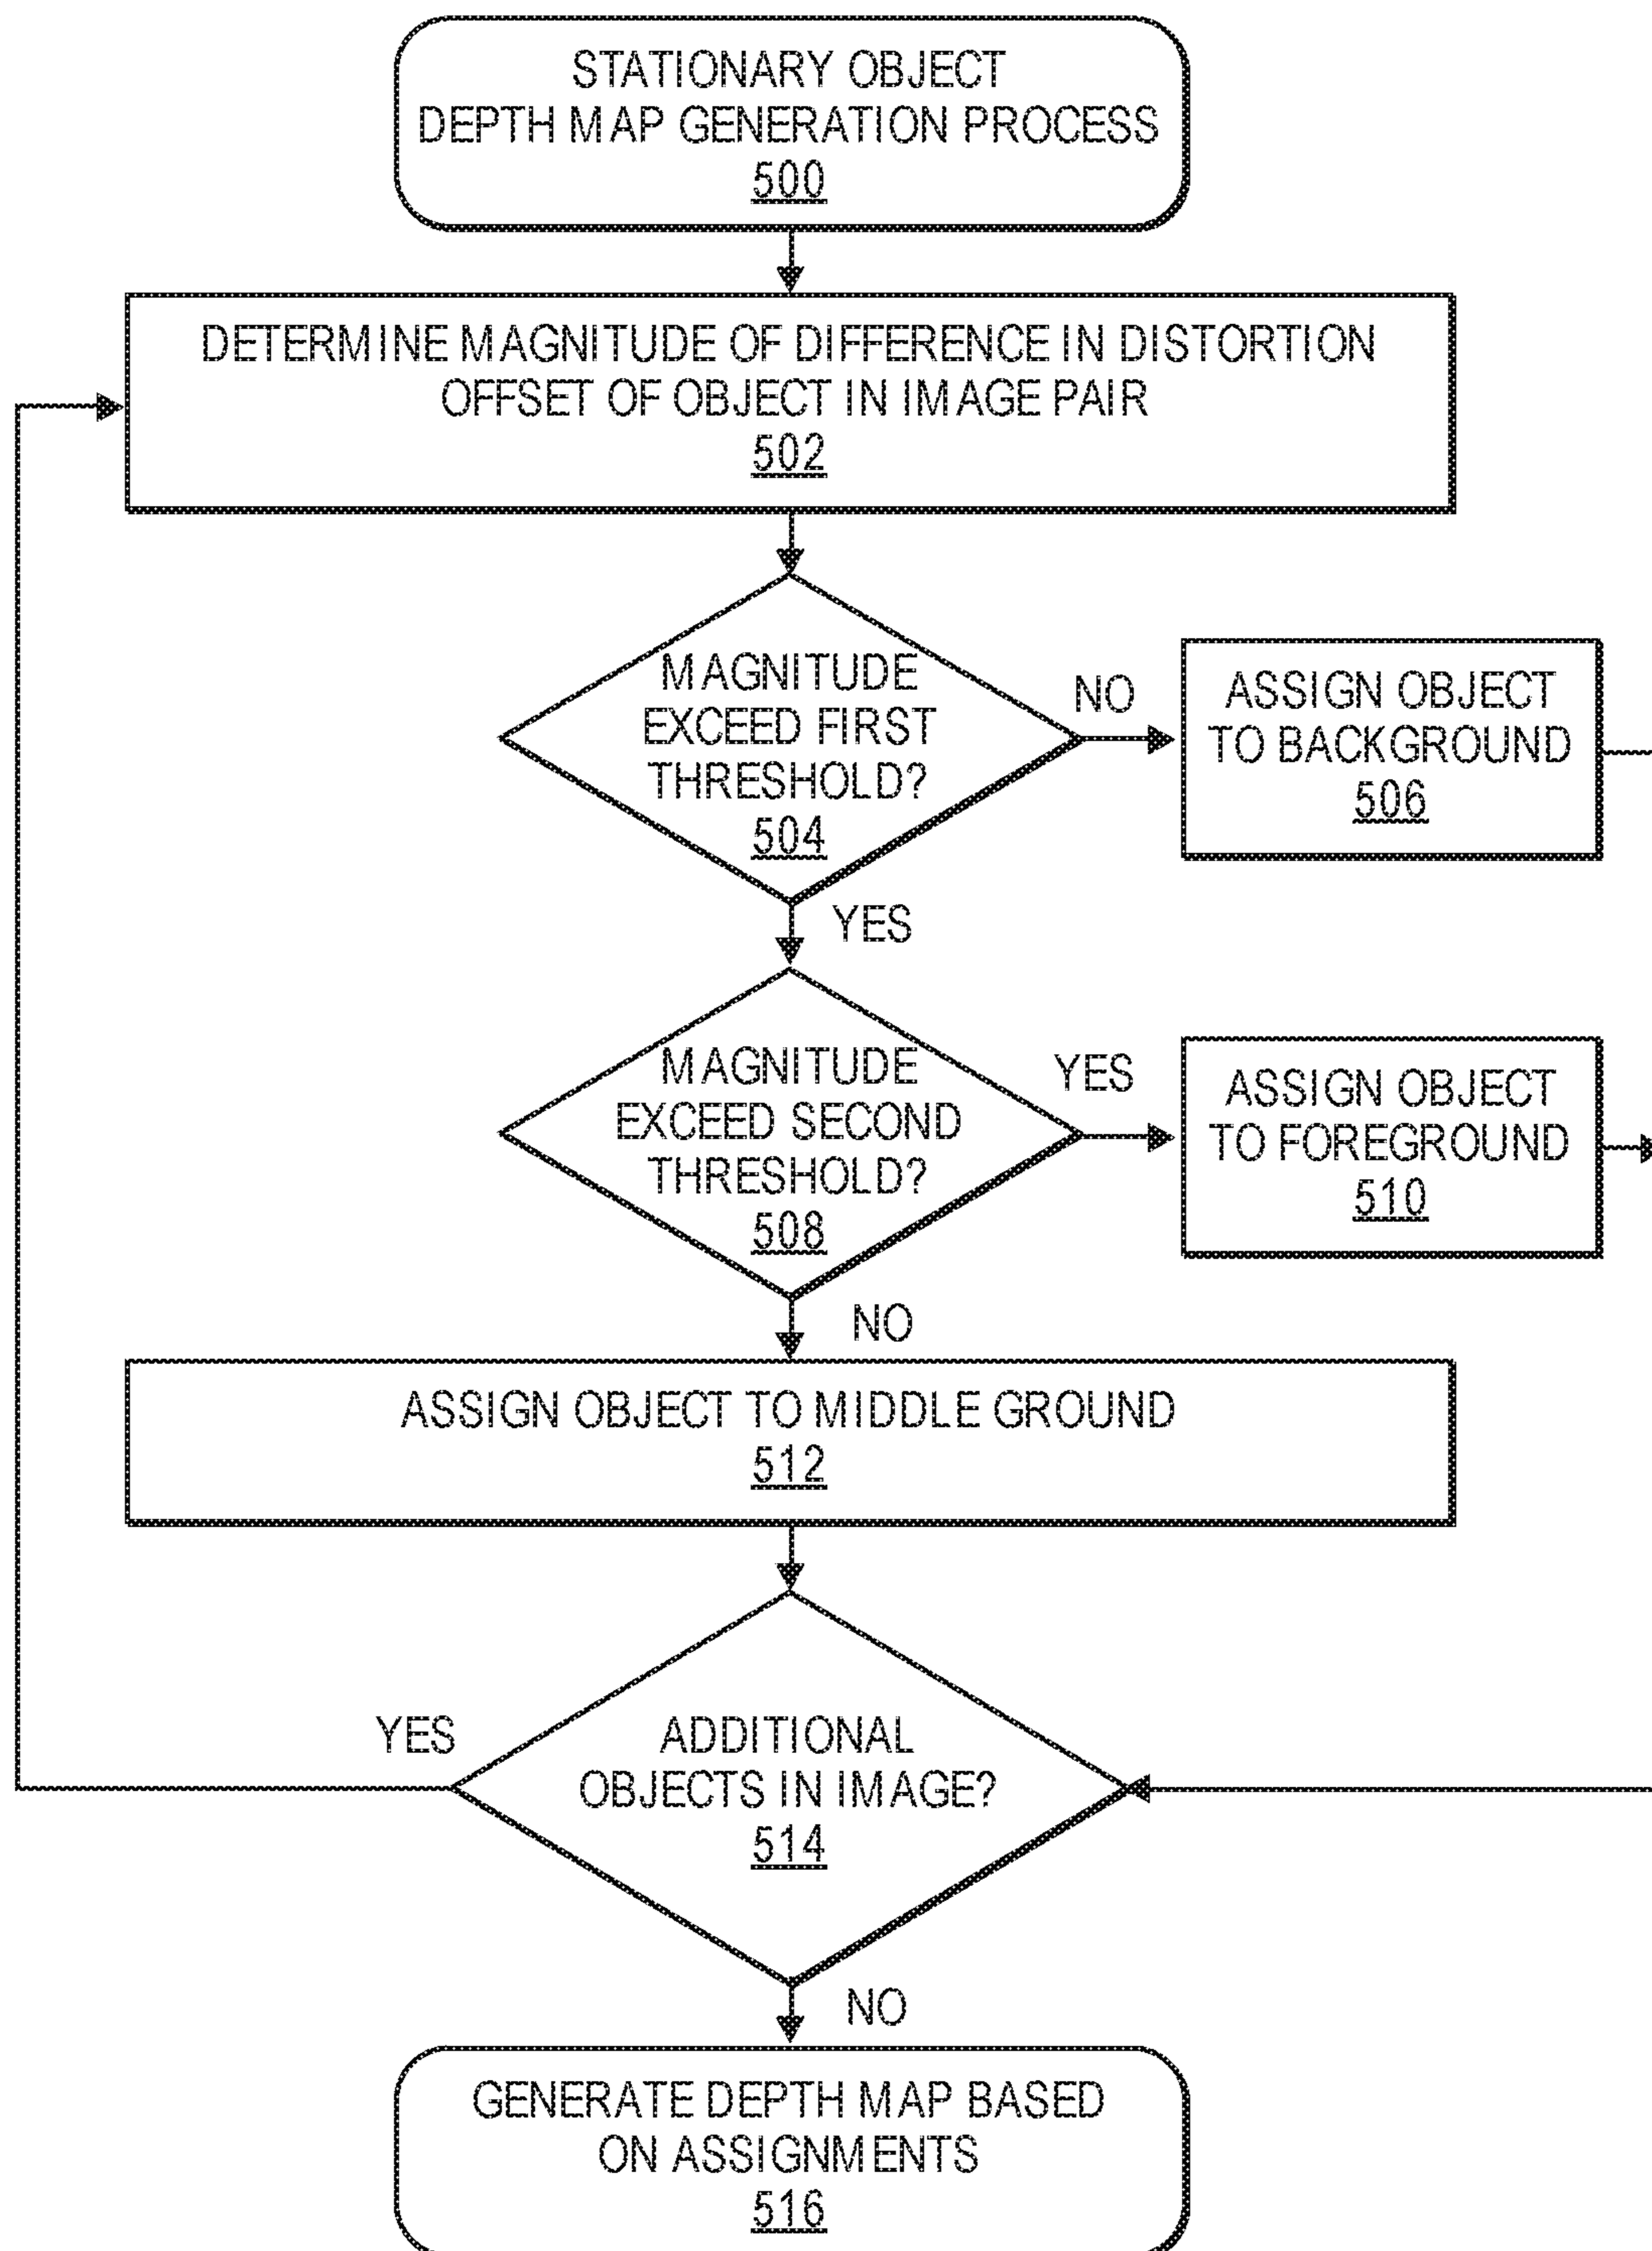 STATIONARY OBJECT
DEPTH MAP GENERATION PROCESS
500
DETERMINE MAGNITUDE OF DIFFERENCE IN DISTORTION
OFFSET OF OBJECT IN IMAGE PAIR
502
MAGNITUDE
EXCEED FIRST
THRESHOLD?
504
NO
ASSIGN OBJECT
TO BACKGROUND
506
YES
MAGNITUDE
EXCEED SECOND
THRESHOLD?
508
YES
ASSIGN OBJECT
TO FOREGROUND
510
NO
ASSIGN OBJECT TO MIDDLE GROUND
512
YES
ADDITIONAL
OBJECTS IN IMAGE?
514
NO
GENERATE DEPTH MAP BASED
ON ASSIGNMENTS
516